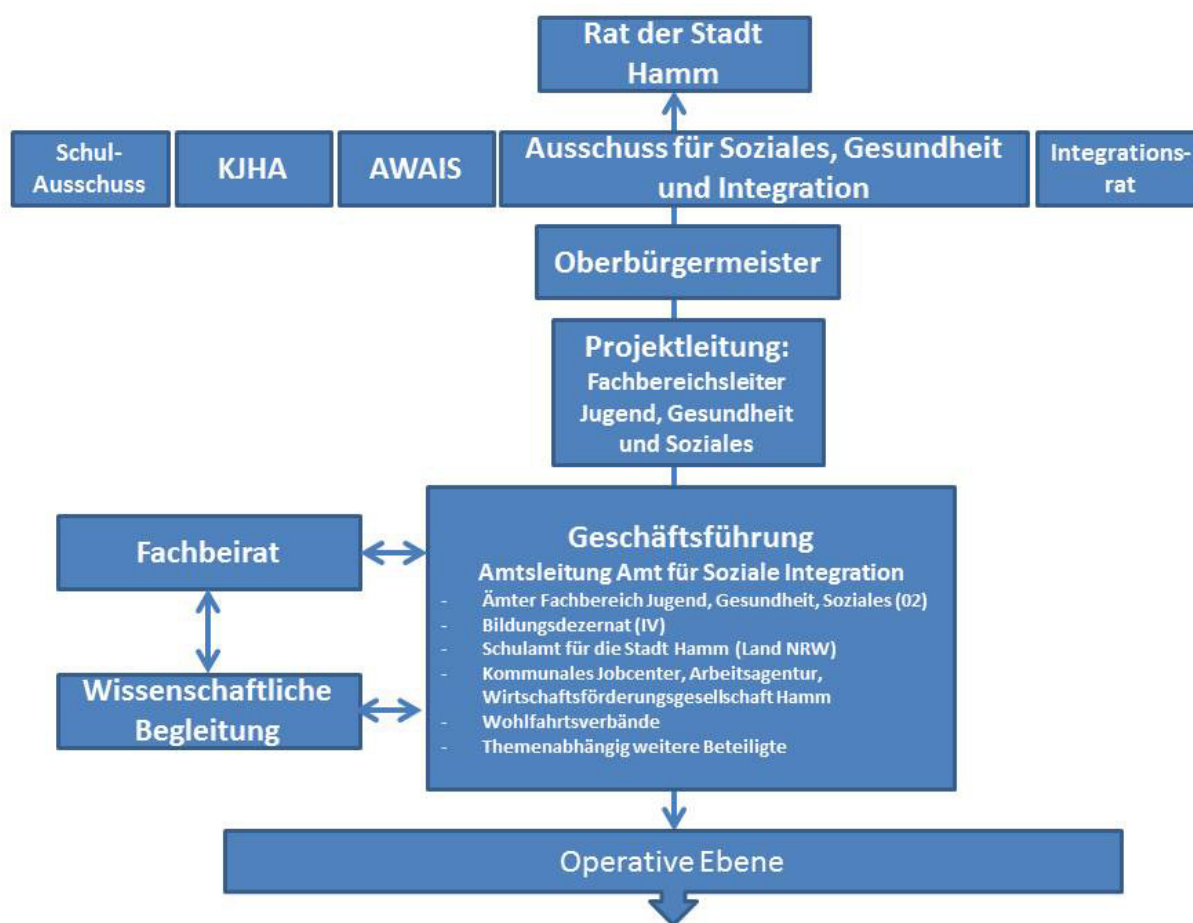 Rat der Stadt
Hamm
Schul-
Ausschuss
KJHA
AWAIS
Ausschuss für Soziales, Gesundheit
und Integration
Integrations-
rat
Oberbürgermeister
Projektleitung:
Fachbereichsleiter
Jugend, Gesundheit
und Soziales
Fachbeirat
Wissenschaftliche
Begleitung
Geschäftsführung
Amtsleitung Amt für Soziale Integration
- Ämter Fachbereich Jugend, Gesundheit, Soziales (02)
- Bildungsdezernat (IV)
- Schulamt für die Stadt Hamm (Land NRW)
- Kommunales Jobcenter, Arbeitsagentur,
Wirtschaftsförderungsgesellschaft Hamm
- Wohlfahrtsverbände
- Themenabhängig weitere Beteiligte
Operative Ebene